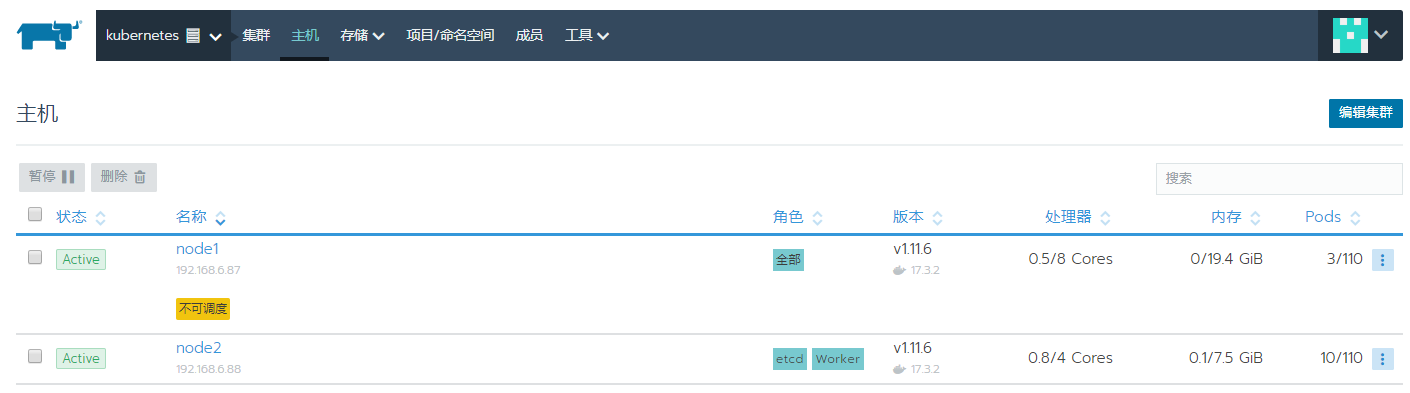 kubernetes 集群 主机 存储 项目/命名空间 成员 工具
主机 编辑集群
暂停 删除 搜索
状态 名称 角色 版本 处理器 内存 Pods
Active node1 全部 v1.11.6 0.5/8 Cores 0/19.4 GiB 3/110
192.168.6.87 17.3.2
不可调度
Active node2 etcd Worker v1.11.6 0.8/4 Cores 0.1/7.5 GiB 10/110
192.168.6.88 17.3.2